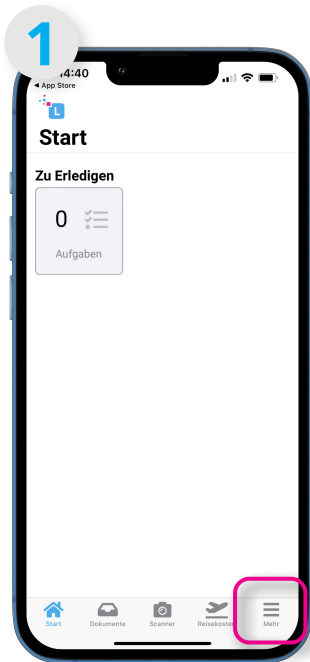 1
14:40
App Store
L
Start
Zu Erledigen
0
Aufgaben
Start
Dokumente
Scanner
Reisekosten
Mehr